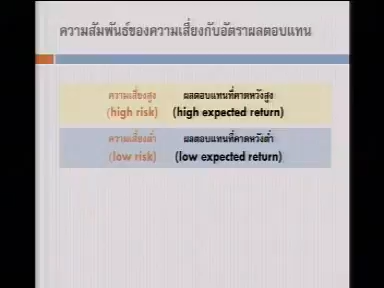 ความสัมพันธ์ของความเสี่ยงกับอัตราผลตอบแทน
ความเสี่ยงสูง ผลตอบแทนที่คาดหวังสูง
(high risk) (high expected return)
ความเสี่ยงต่ำ ผลตอบแทนที่คาดหวังต่ำ
(low risk) (low expected return)